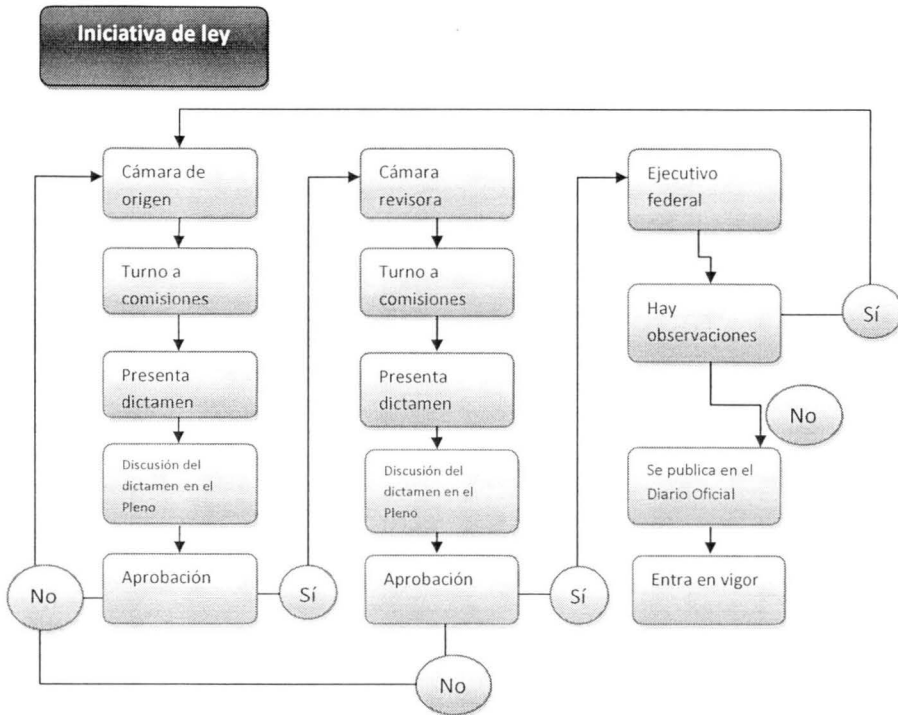 Iniciativa de ley
Cámara de
origen
Turno a
comisiones
Presenta
dictamen
Discusión del
dictamen en el
Pleno
Aprobación
No
Sí
Cámara
revisora
Turno a
comisiones
Presenta
dictamen
Discusión del
dictamen en el
Pleno
Aprobación
No
Sí
Ejecutivo
federal
Hay
observaciones
Sí
No
Se publica en el
Diario Oficial
Entra en vigor